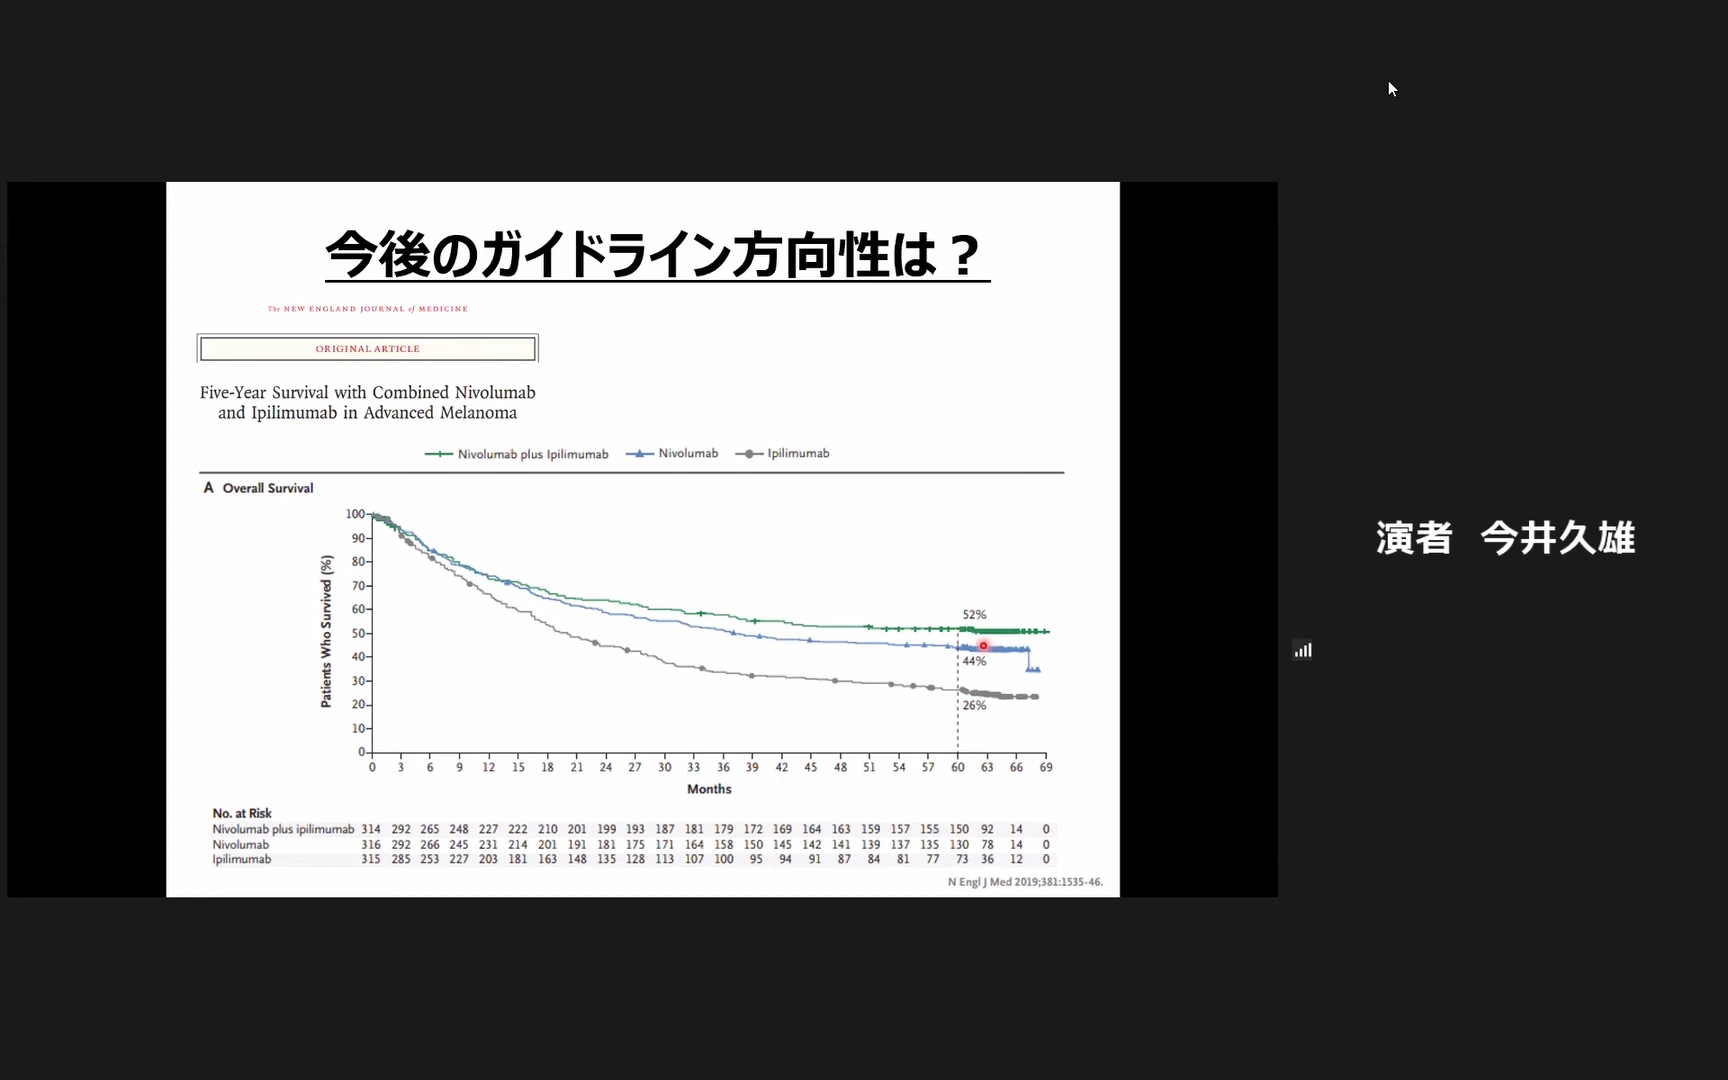 今後のガイドライン方向性は？
The NEW ENGLAND JOURNAL of MEDICINE
ORIGINAL ARTICLE
Five-Year Survival with Combined Nivolumab
and Ipilimumab in Advanced Melanoma
Nivolumab plus Ipilimumab Nivolumab Ipilimumab
A Overall Survival
Patients Who Survived (%)
100
90
80
70
60
50
40
30
20
10
0
52%
44%
26%
0 3 6 9 12 15 18 21 24 27 30 33 36 39 42 45 48 51 54 57 60 63 66 69
Months
No. at Risk
Nivolumab plus ipilimumab 314 292 265 248 227 222 210 201 199 193 187 181 179 172 169 164 163 159 157 155 150 92 14 0
Nivolumab 316 292 266 245 231 214 201 191 181 175 171 164 158 150 145 142 141 139 137 135 130 78 14 0
Ipilimumab 315 285 253 227 203 181 163 148 135 128 113 107 100 95 94 91 87 84 81 77 73 36 12 0
N Engl J Med 2019;381:1535-46.
演者 今井久雄